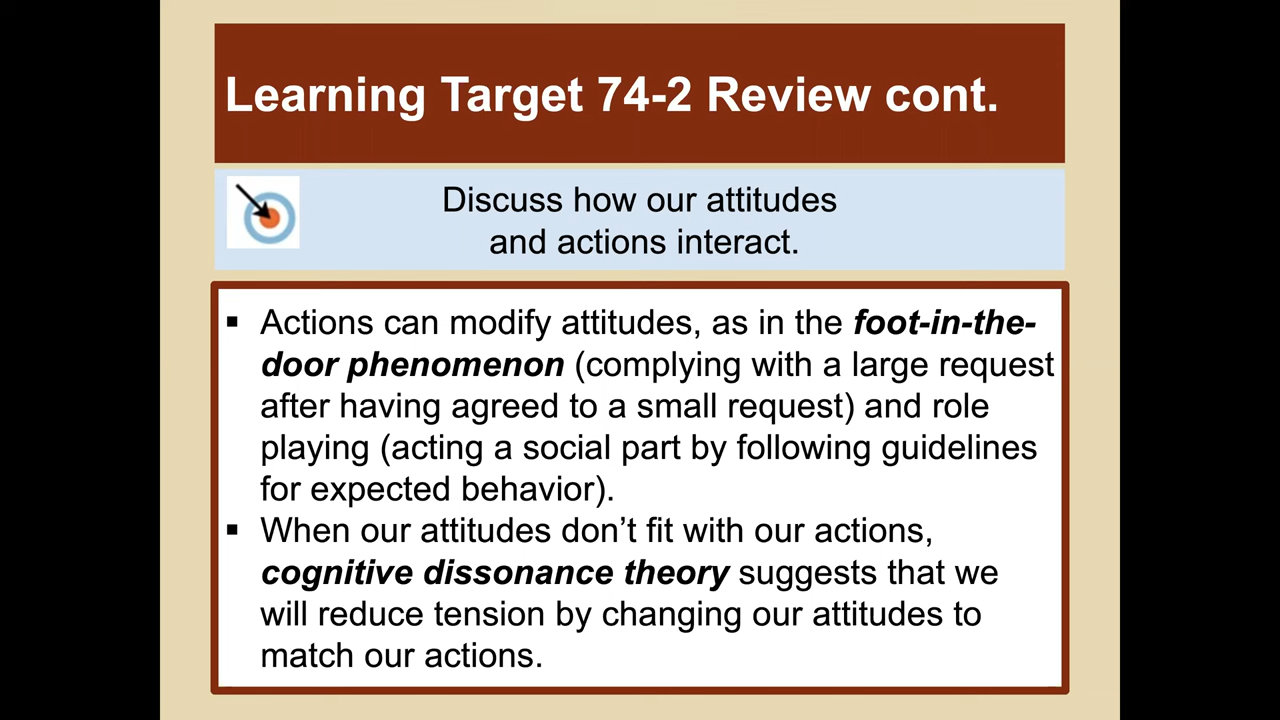 Learning Target 74-2 Review cont.
Discuss how our attitudes
and actions interact.
▪ Actions can modify attitudes, as in the foot-in-the-
door phenomenon (complying with a large request
after having agreed to a small request) and role
playing (acting a social part by following guidelines
for expected behavior).
▪ When our attitudes don’t fit with our actions,
cognitive dissonance theory suggests that we
will reduce tension by changing our attitudes to
match our actions.